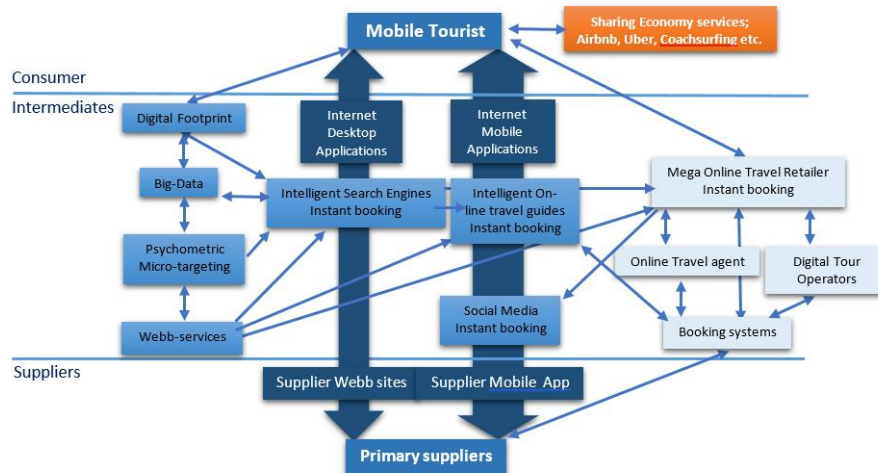 Mobile Tourist
Sharing Economy services;
Airbnb, Uber, Coachsurfing etc.
Consumer
Intermediates
Digital Footprint
Internet
Desktop
Applications
Internet
Mobile
Applications
Big-Data
Intelligent Search Engines
Instant booking
Intelligent On-
line travel guides
Instant booking
Mega Online Travel Retailer
Instant booking
Psychometric
Micro-targeting
Online Travel agent
Digital Tour
Operators
Webb-services
Social Media
Instant booking
Booking systems
Suppliers
Supplier Webb sites
Supplier Mobile App
Primary suppliers